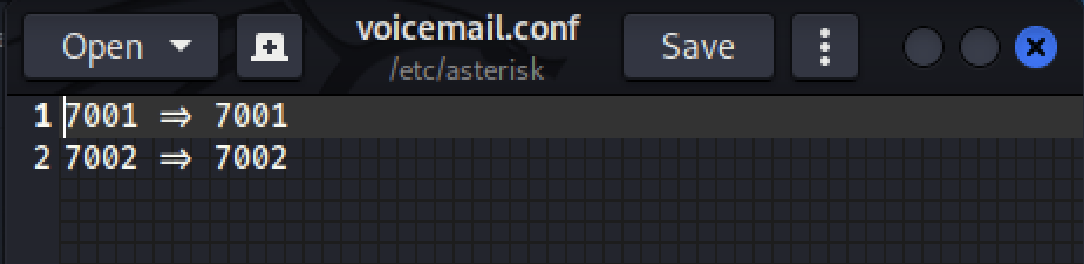 Open
voicemail.conf
/etc/asterisk
Save
1 7001 => 7001
2 7002 => 7002